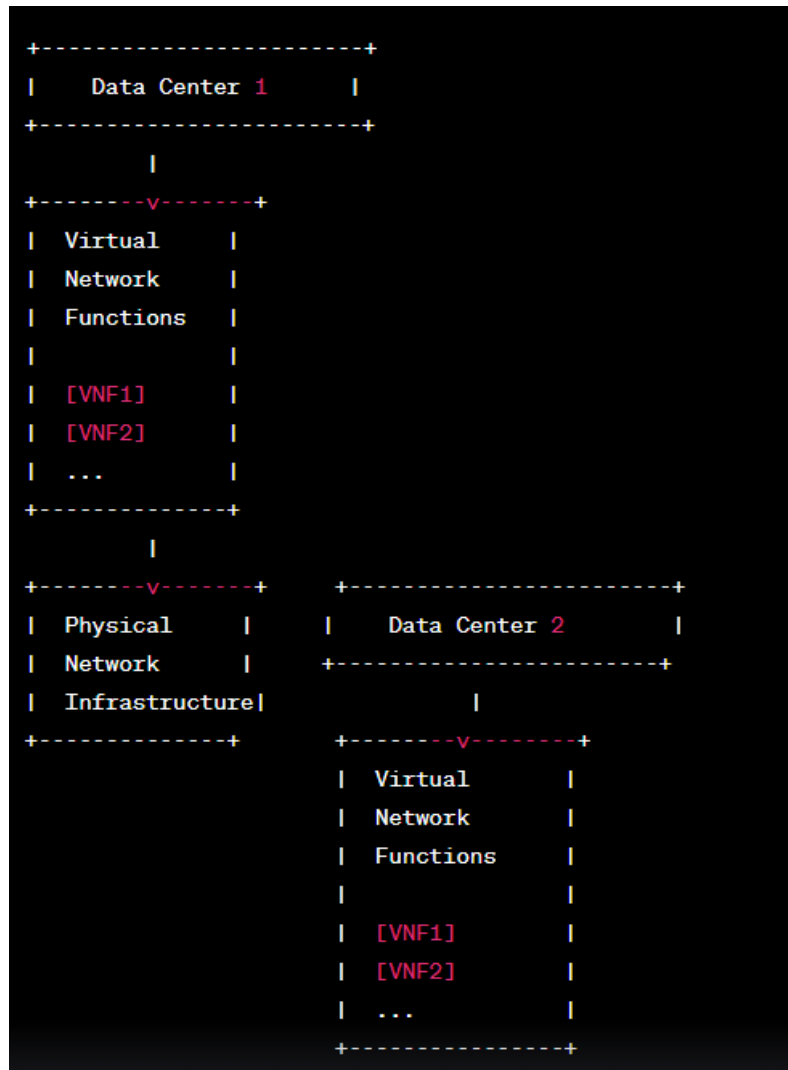 +------------------------+
|    Data Center 1      |
+------------------------+
         |
+--------v-------+
|  Virtual     |
|  Network     |
|  Functions   |
|              |
|  [VNF1]      |
|  [VNF2]      |
|  ...         |
+--------------+
         |
+--------v-------+     +------------------------+
|  Physical     |     |    Data Center 2        |
|  Network      |     +------------------------+
|  Infrastructure|                |
+--------------+       +--------v--------+
                       |  Virtual       |
                       |  Network       |
                       |  Functions     |
                       |                |
                       |  [VNF1]        |
                       |  [VNF2]        |
                       |  ...           |
                       +----------------+